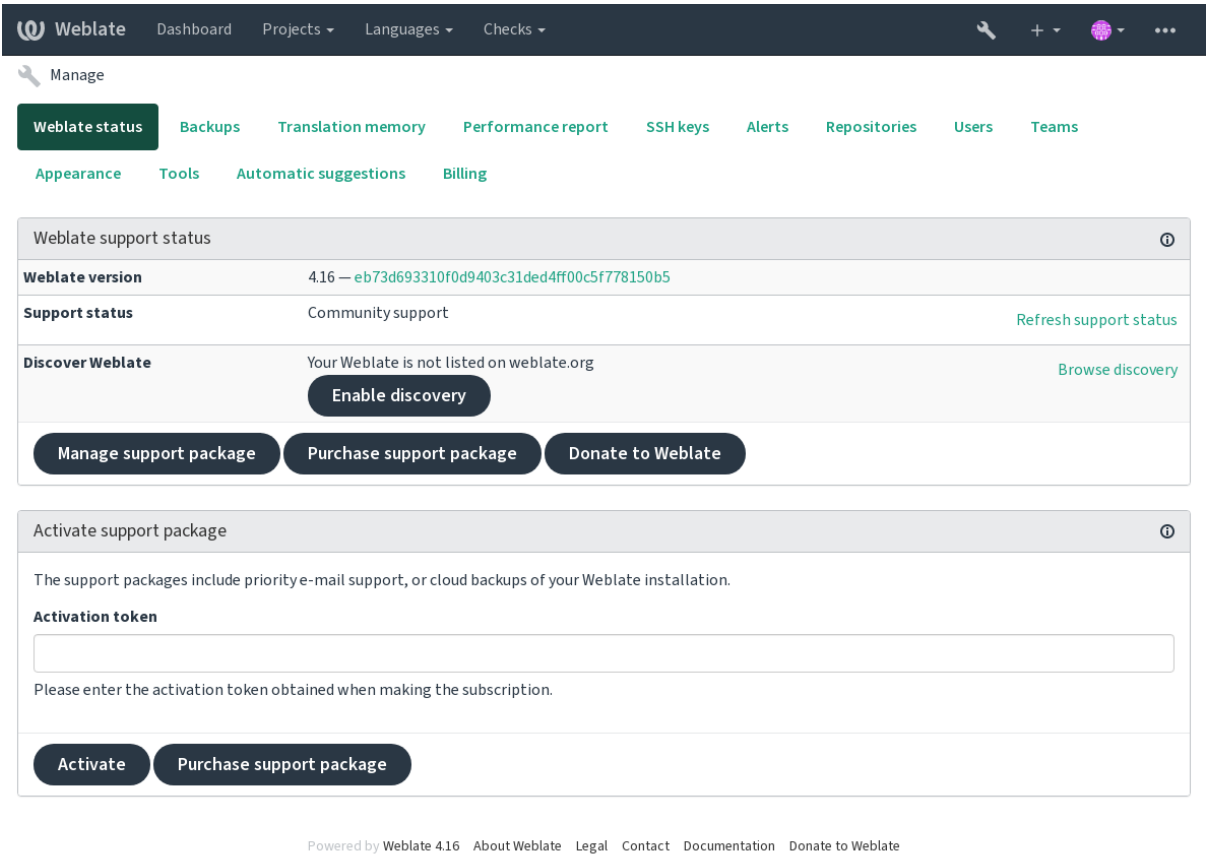 Weblate Dashboard Projects Languages Checks
Manage
Weblate status Backups Translation memory Performance report SSH keys Alerts Repositories Users Teams
Appearance Tools Automatic suggestions Billing
Weblate support status
Weblate version 4.16 — eb73d693310f0d9403c31ded4ff00c5f778150b5
Support status Community support Refresh support status
Discover Weblate Your Weblate is not listed on weblate.org Browse discovery
Enable discovery
Manage support package Purchase support package Donate to Weblate
Activate support package
The support packages include priority e-mail support, or cloud backups of your Weblate installation.
Activation token
Please enter the activation token obtained when making the subscription.
Activate Purchase support package
Powered by Weblate 4.16 About Weblate Legal Contact Documentation Donate to Weblate